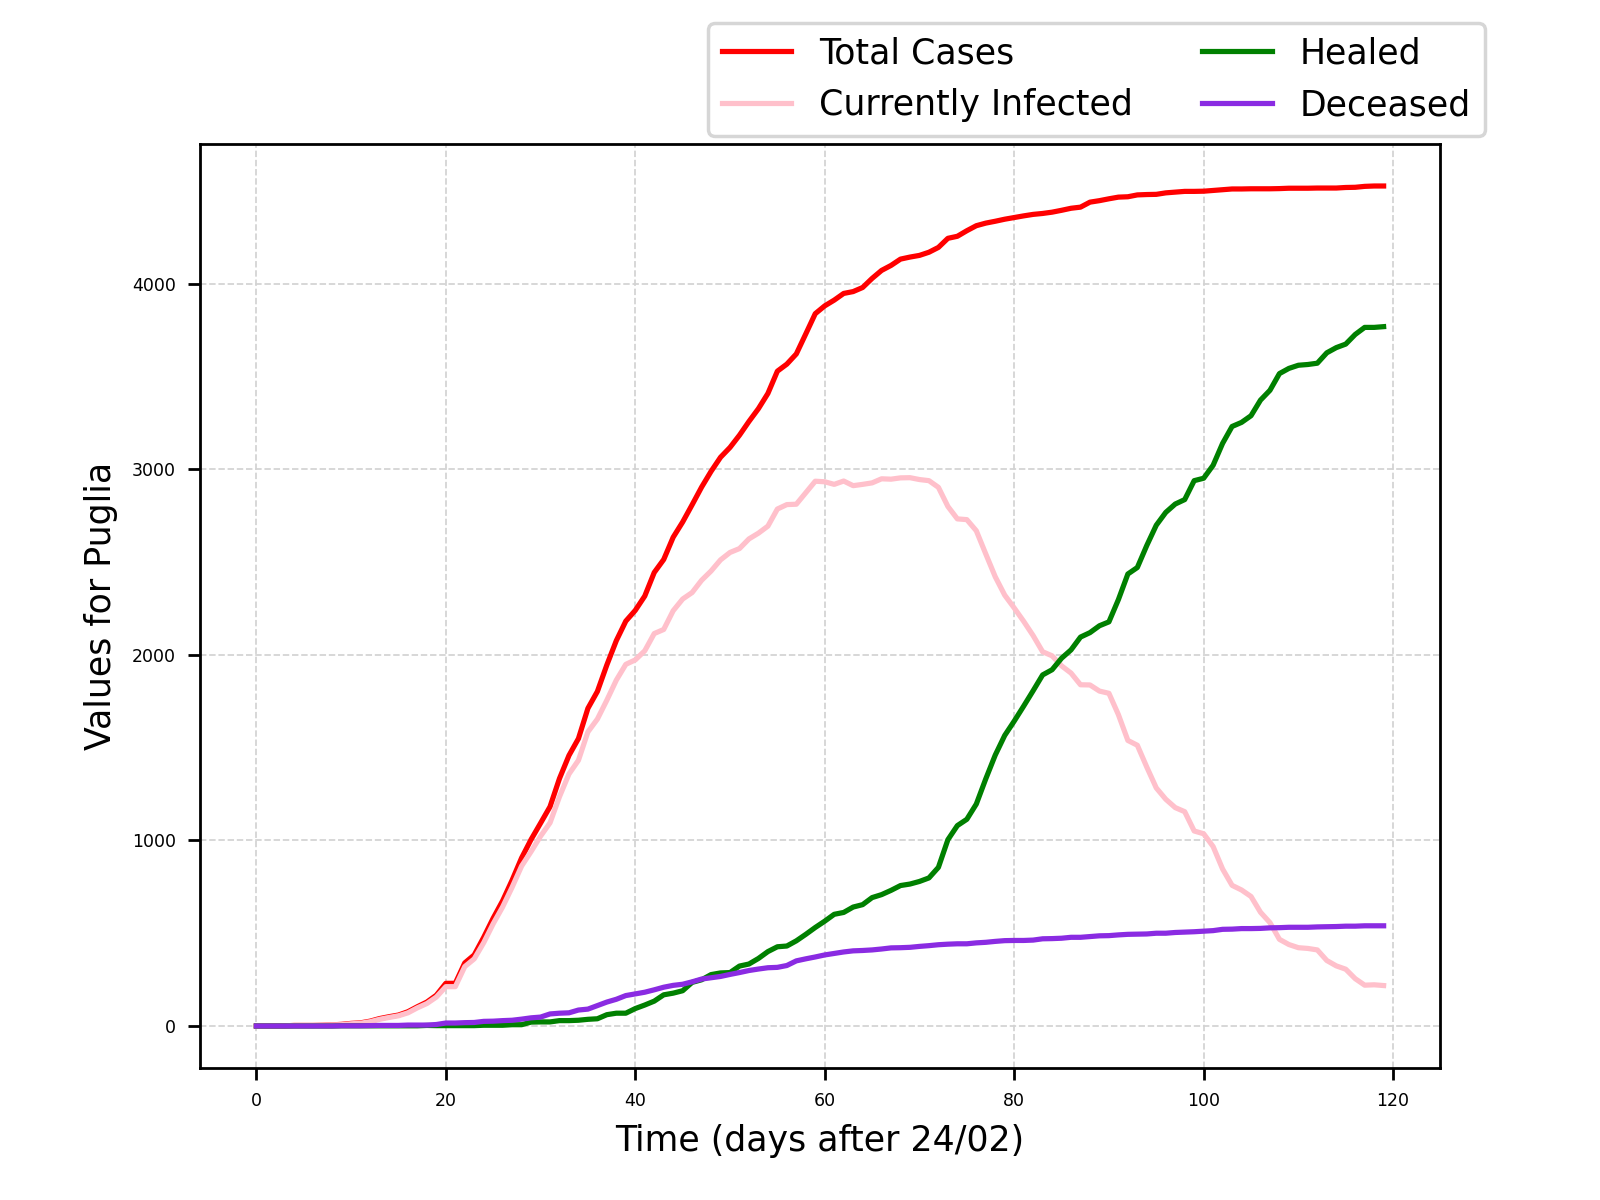 Total Cases
Currently Infected
Healed
Deceased
Values for Puglia
4000
3000
2000
1000
0
0 20 40 60 80 100 120
Time (days after 24/02)